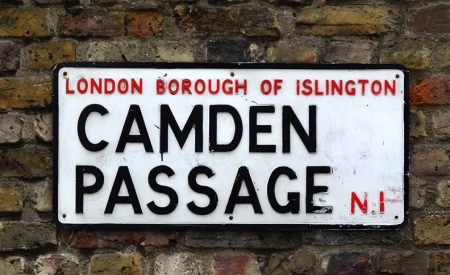 LONDON BOROUGH OF ISLINGTON
CAMDEN
PASSAGE N.1